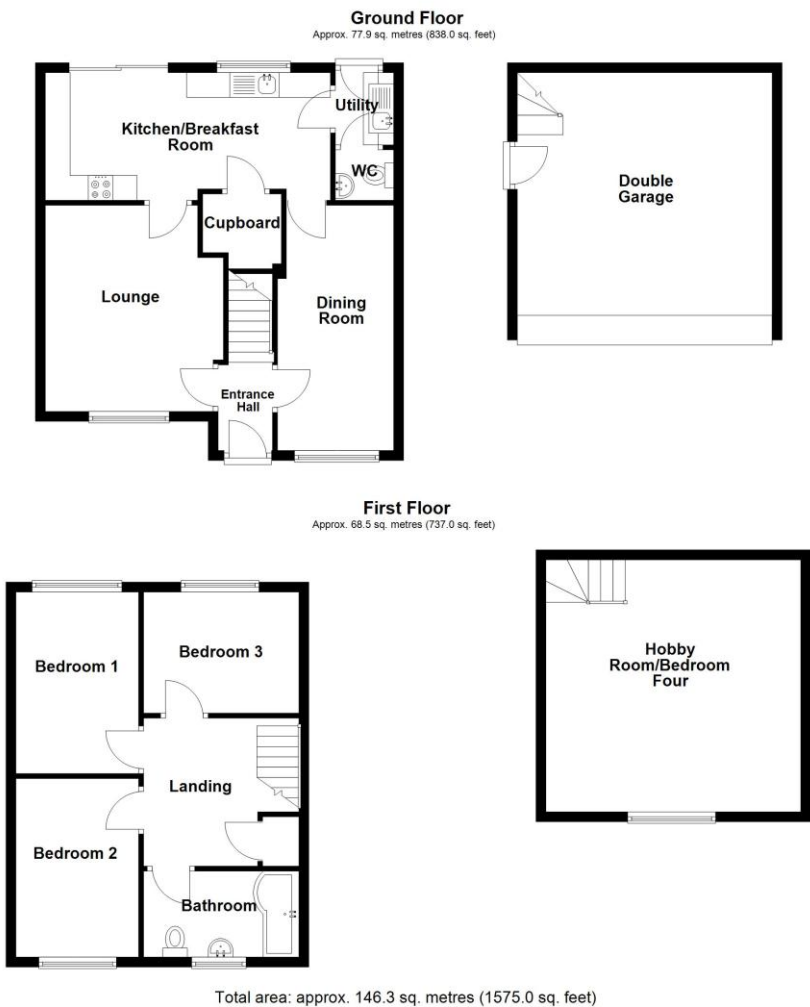 Ground Floor
Approx. 77.9 sq. metres (838.0 sq. feet)
Kitchen/Breakfast
Room
Utility
WC
Cupboard
Lounge
Dining
Room
Entrance
Hall
Double
Garage
First Floor
Approx. 68.5 sq. metres (737.0 sq. feet)
Bedroom 1
Bedroom 3
Landing
Bedroom 2
Bathroom
Hobby
Room/Bedroom
Four
Total area: approx. 146.3 sq. metres (1575.0 sq. feet)